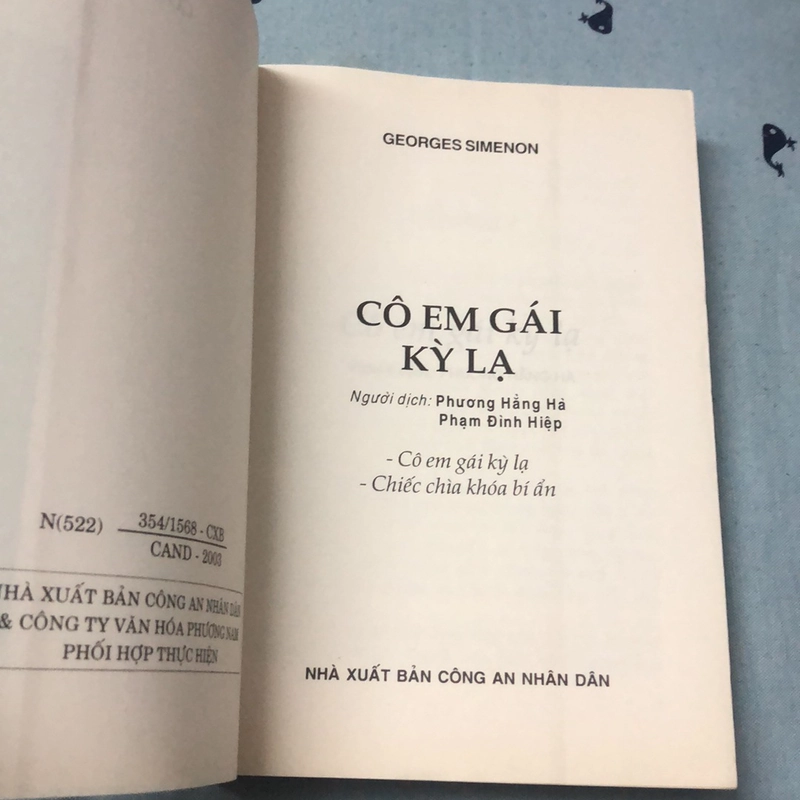 N(522) 354/1568 - CXB
CAND - 2003
NHÀ XUẤT BẢN CÔNG AN NHÂN DÂN
& CÔNG TY VĂN HÓA PHƯƠNG NAM
PHỐI HỢP THỰC HIỆN
GEORGES SIMENON
CÔ EM GÁI
KỲ LẠ
Người dịch: Phương Hằng Hà
Phạm Đình Hiệp
- Cô em gái kỳ lạ
- Chiếc chìa khóa bí ẩn
NHÀ XUẤT BẢN CÔNG AN NHÂN DÂN